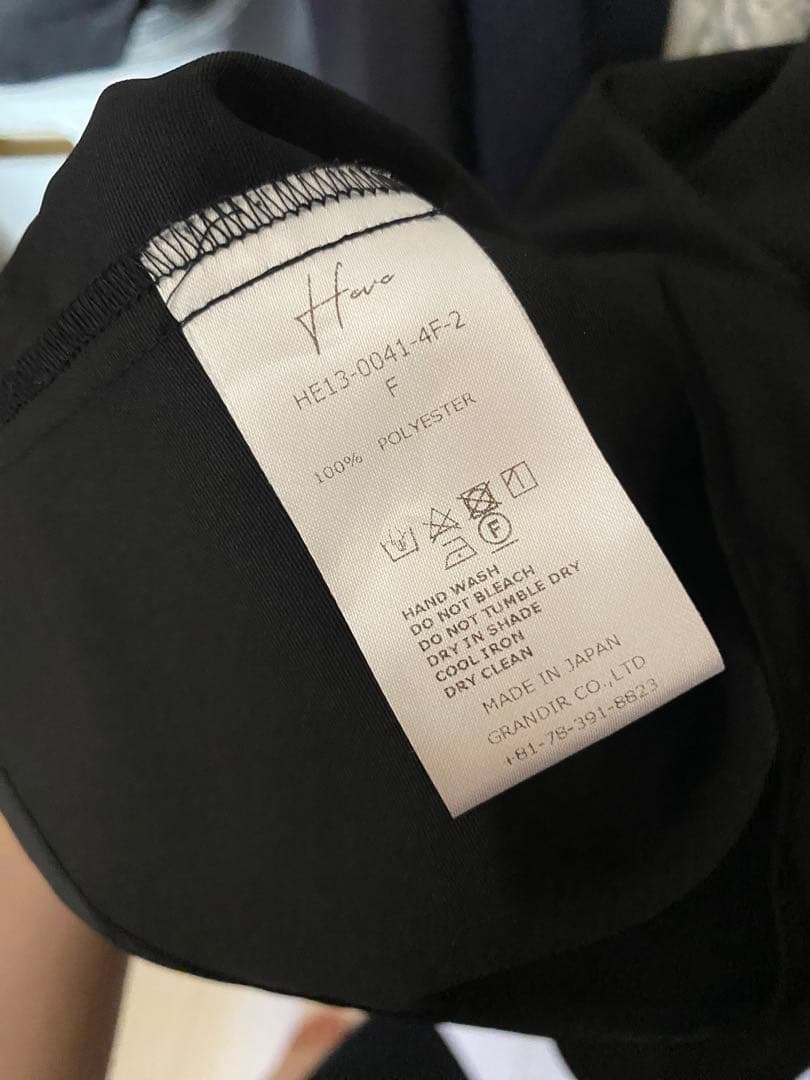 HE13-0041-4F-2
F
100% POLYESTER
F
HAND WASH
DO NOT BLEACH
DO NOT TUMBLE DRY
DRY IN SHADE
COOL IRON
DRY CLEAN
MADE IN JAPAN
GRANDIR CO.,LTD
+81-78-391-8823